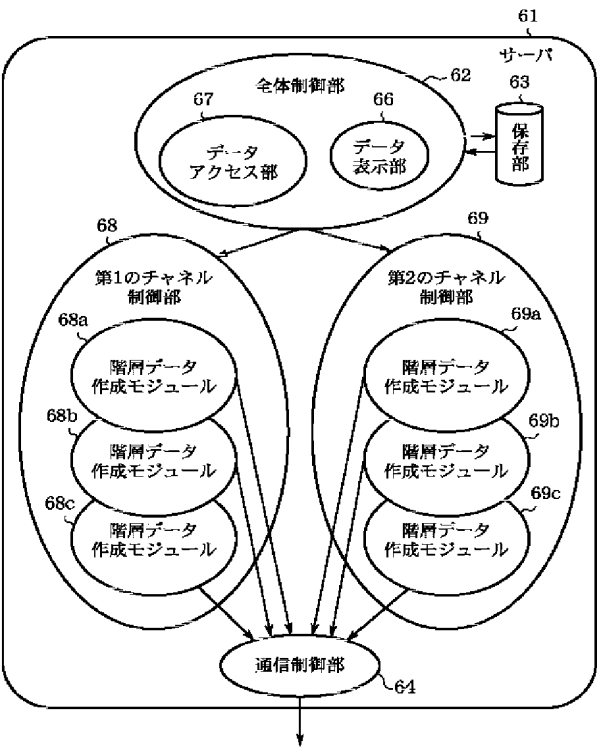 61
サーバ
62
全体制御部
63
保存部
67
データ
アクセス部
66
データ
表示部
68
第1のチャネル
制御部
68a
階層データ
作成モジュール
68b
階層データ
作成モジュール
68c
階層データ
作成モジュール
69
第2のチャネル
制御部
69a
階層データ
作成モジュール
69b
階層データ
作成モジュール
69c
階層データ
作成モジュール
通信制御部
64